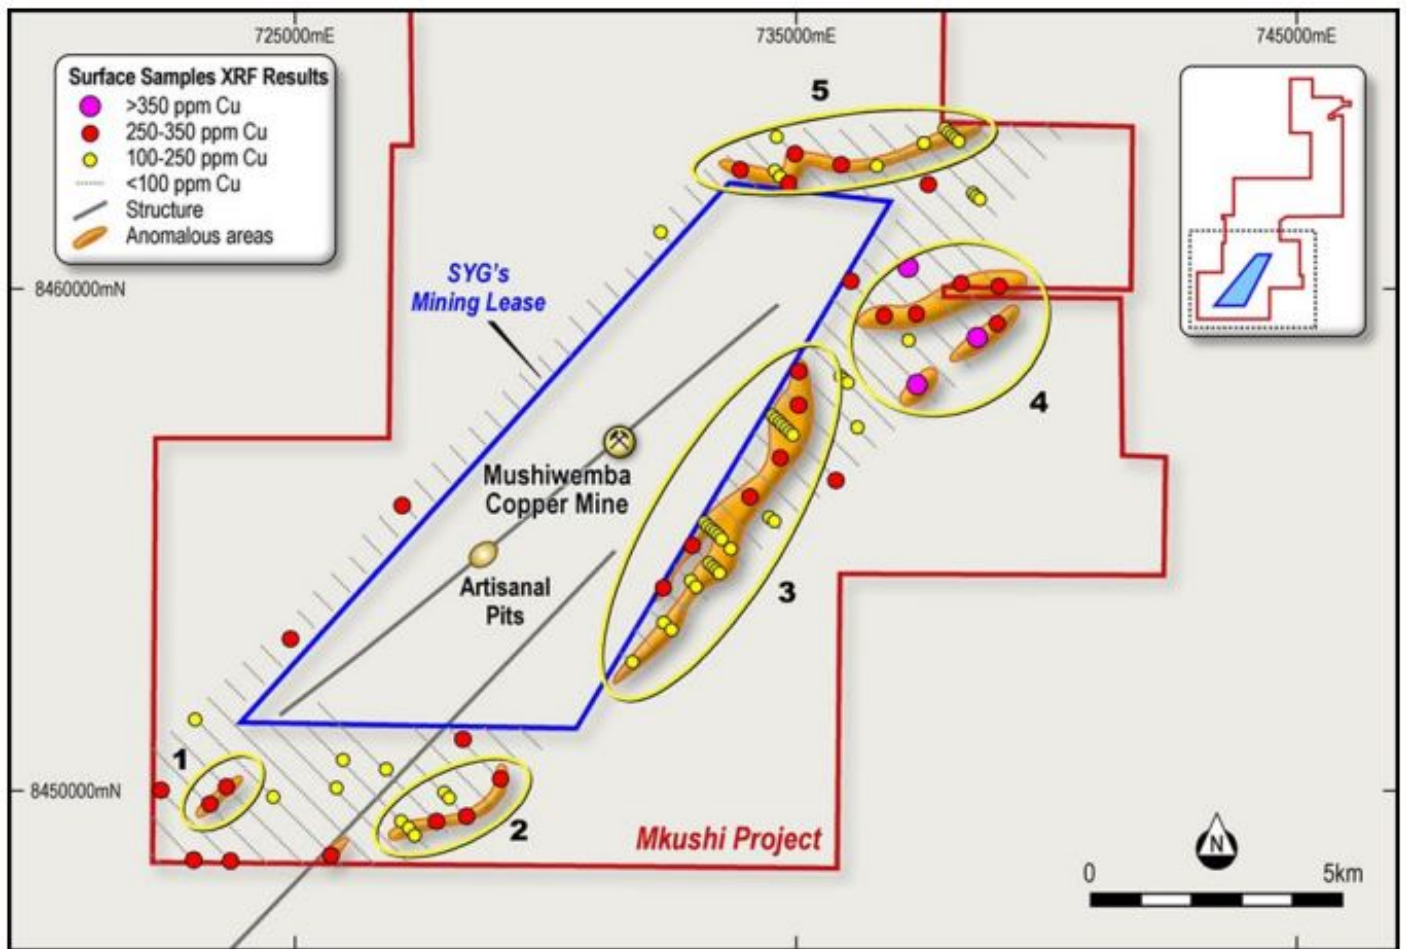 725000mE
735000mE
745000mE
Surface Samples XRF Results
>350 ppm Cu
250-350 ppm Cu
100-250 ppm Cu
<100 ppm Cu
Structure
Anomalous areas
5
SYG's
Mining Lease
8460000mN
4
Mushiwemba
Copper Mine
Artisanal
Pits
3
1
8450000mN
2
Mkushi Project
N
0
5km